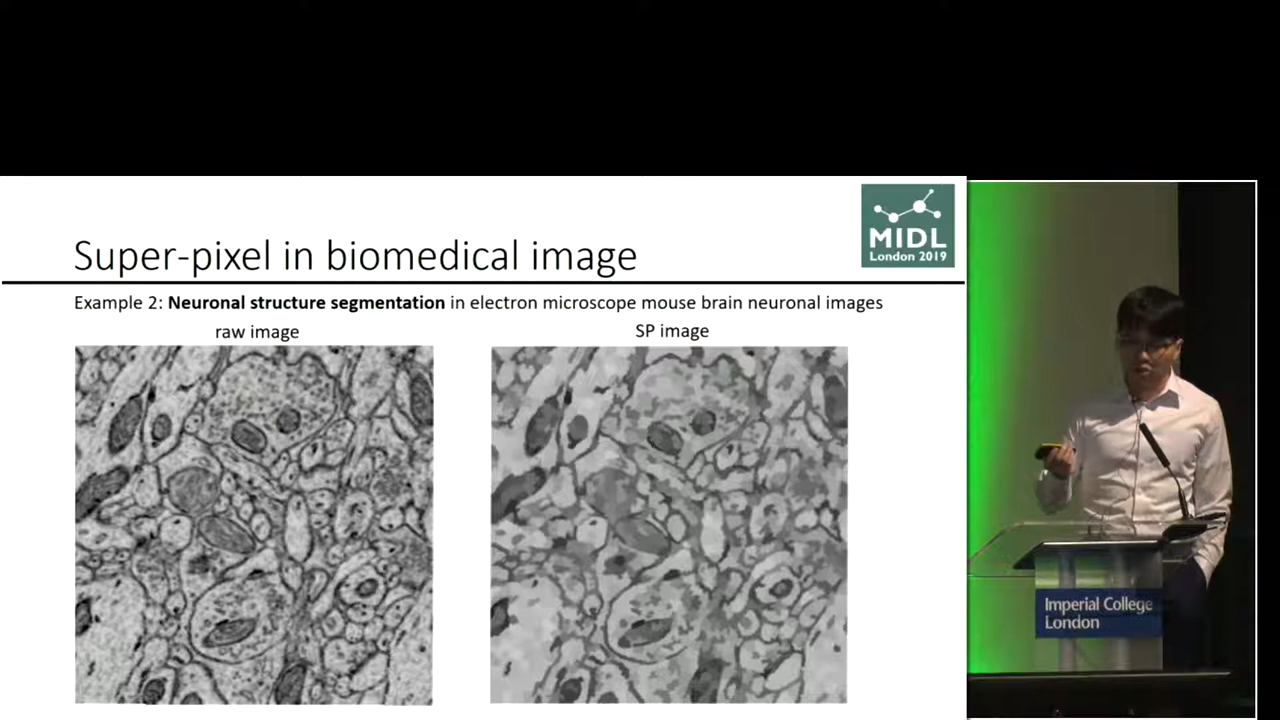 MIDL
London 2019
Super-pixel in biomedical image
Example 2: Neuronal structure segmentation in electron microscope mouse brain neuronal images
raw image
SP image
Imperial College
London